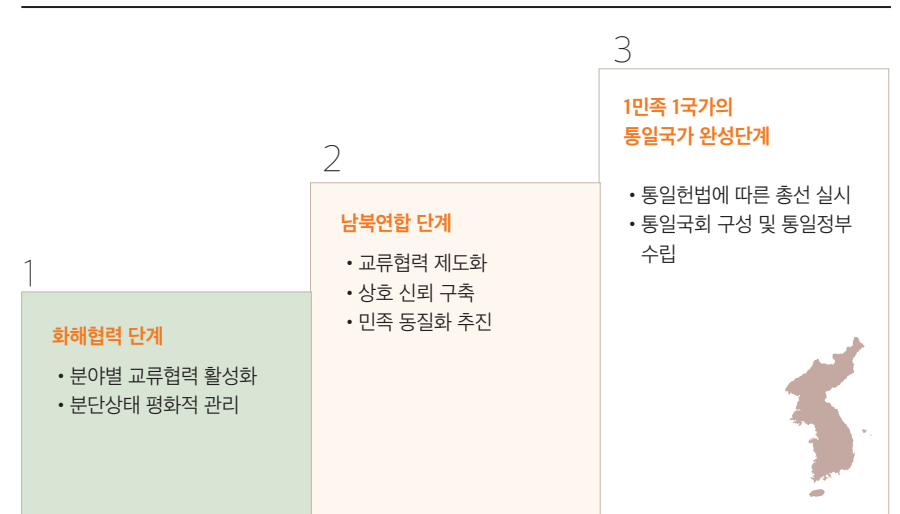 1
화해협력 단계
• 분야별 교류협력 활성화
• 분단상태 평화적 관리
2
남북연합 단계
• 교류협력 제도화
• 상호 신뢰 구축
• 민족 동질화 추진
3
1민족 1국가의
통일국가 완성단계
• 통일헌법에 따른 총선 실시
• 통일국회 구성 및 통일정부
수립